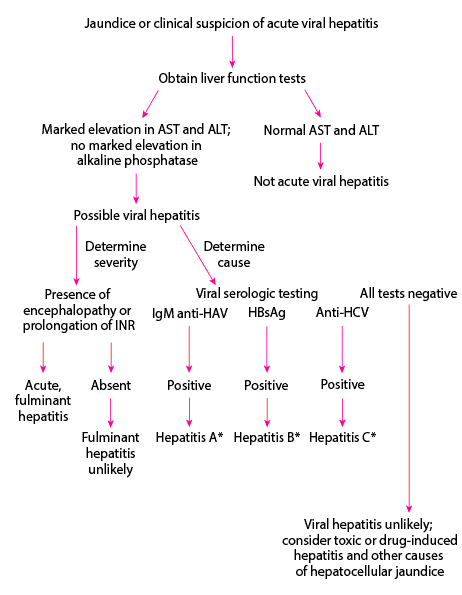 Jaundice or clinical suspicion of acute viral hepatitis
Obtain liver function tests
Marked elevation in AST and ALT;
no marked elevation in
alkaline phosphatase
Normal AST and ALT
Not acute viral hepatitis
Possible viral hepatitis
Determine
severity
Determine
cause
Presence of
encephalopathy or
prolongation of INR
Viral serologic testing
All tests negative
IgM anti-HAV
HBsAg
Anti-HCV
Acute,
fulminant
hepatitis
Absent
Positive
Positive
Positive
Fulminant
hepatitis
unlikely
Hepatitis A*
Hepatitis B*
Hepatitis C*
Viral hepatitis unlikely;
consider toxic or drug-induced
hepatitis and other causes
of hepatocellular jaundice